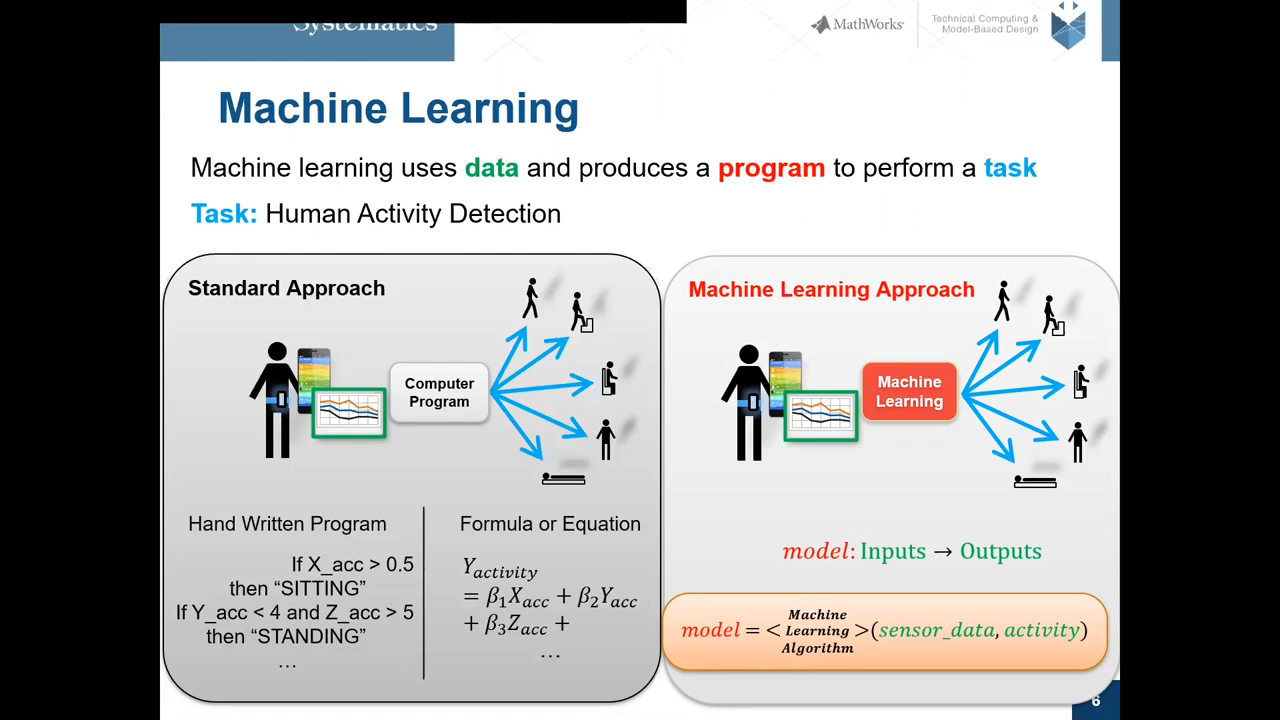 Systematics
MathWorks®
Technical Computing &
Model-Based Design
Machine Learning
Machine learning uses data and produces a program to perform a task
Task: Human Activity Detection
Standard Approach
Computer
Program
Hand Written Program
If X_acc > 0.5
then “SITTING”
If Y_acc < 4 and Z_acc > 5
then “STANDING”
…
Formula or Equation
Y_activity
= β₁X_acc + β₂Y_acc
+ β₃Z_acc +
…
Machine Learning Approach
Machine
Learning
model: Inputs → Outputs
model = < Machine Learning Algorithm >(sensor_data, activity)
6